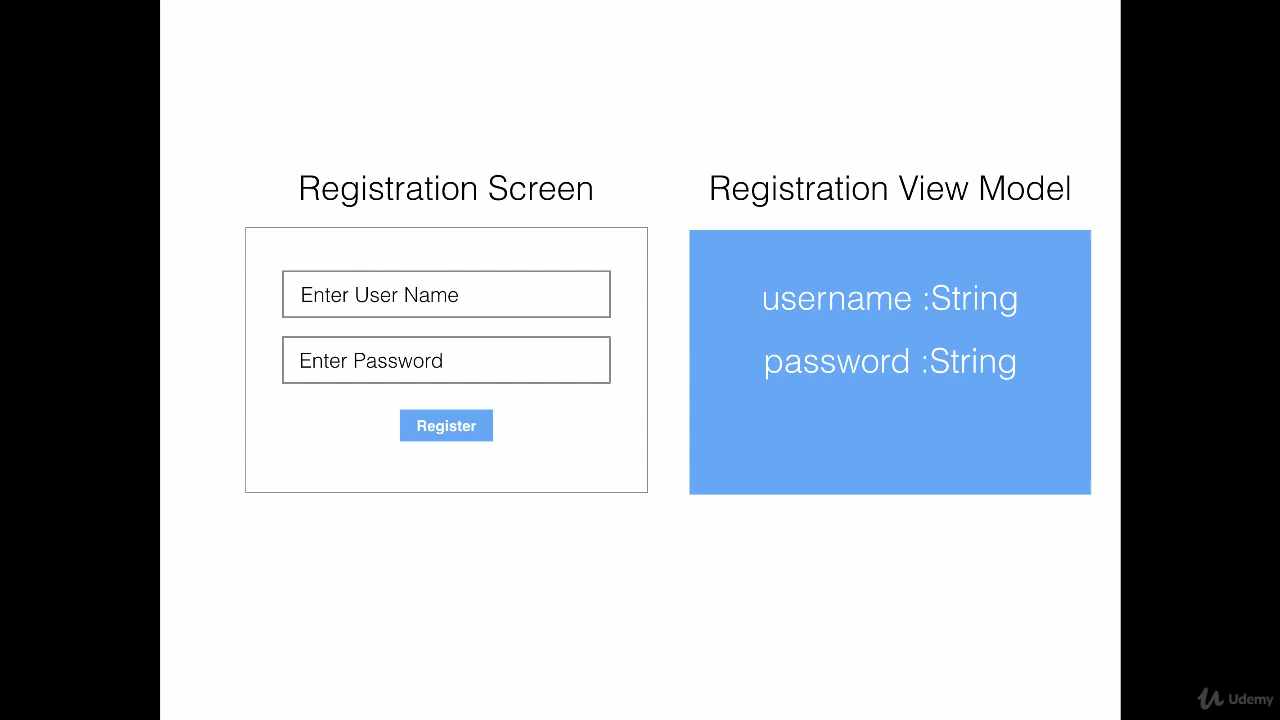 Registration Screen
Enter User Name
Enter Password
Register
Registration View Model
username :String
password :String
Udemy